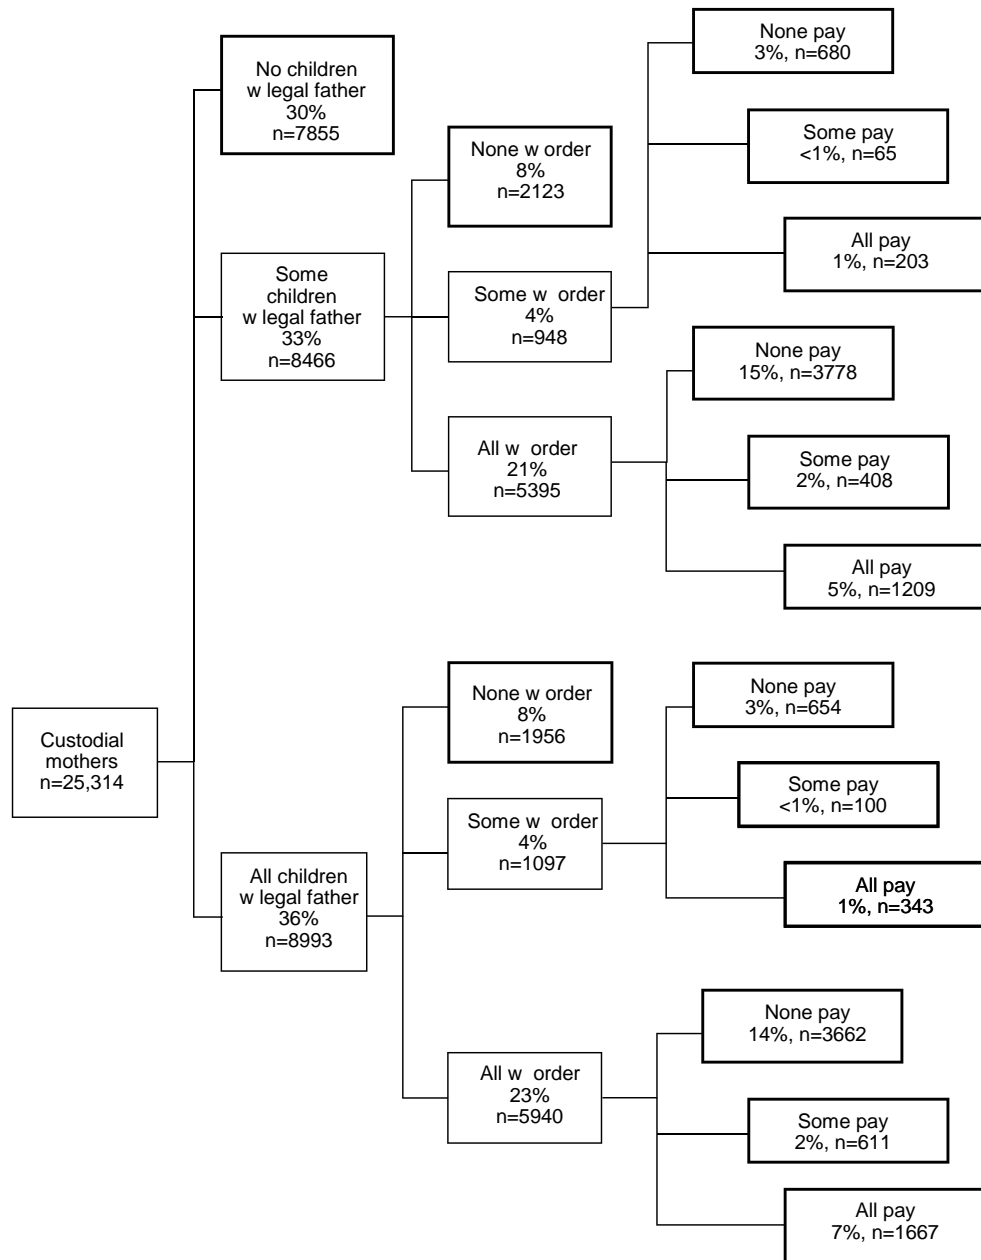 None pay
3%, n=680
No children
w legal father
30%
n=7855
Some pay
<1%, n=65
None w order
8%
n=2123
All pay
1%, n=203
Some
children
w legal father
33%
n=8466
Some w order
4%
n=948
None pay
15%, n=3778
All w order
21%
n=5395
Some pay
2%, n=408
All pay
5%, n=1209
Custodial
mothers
n=25,314
None w order
8%
n=1956
None pay
3%, n=654
Some pay
<1%, n=100
Some w order
4%
n=1097
All children
w legal father
36%
n=8993
All pay
1%, n=343
None pay
14%, n=3662
All w order
23%
n=5940
Some pay
2%, n=611
All pay
7%, n=1667